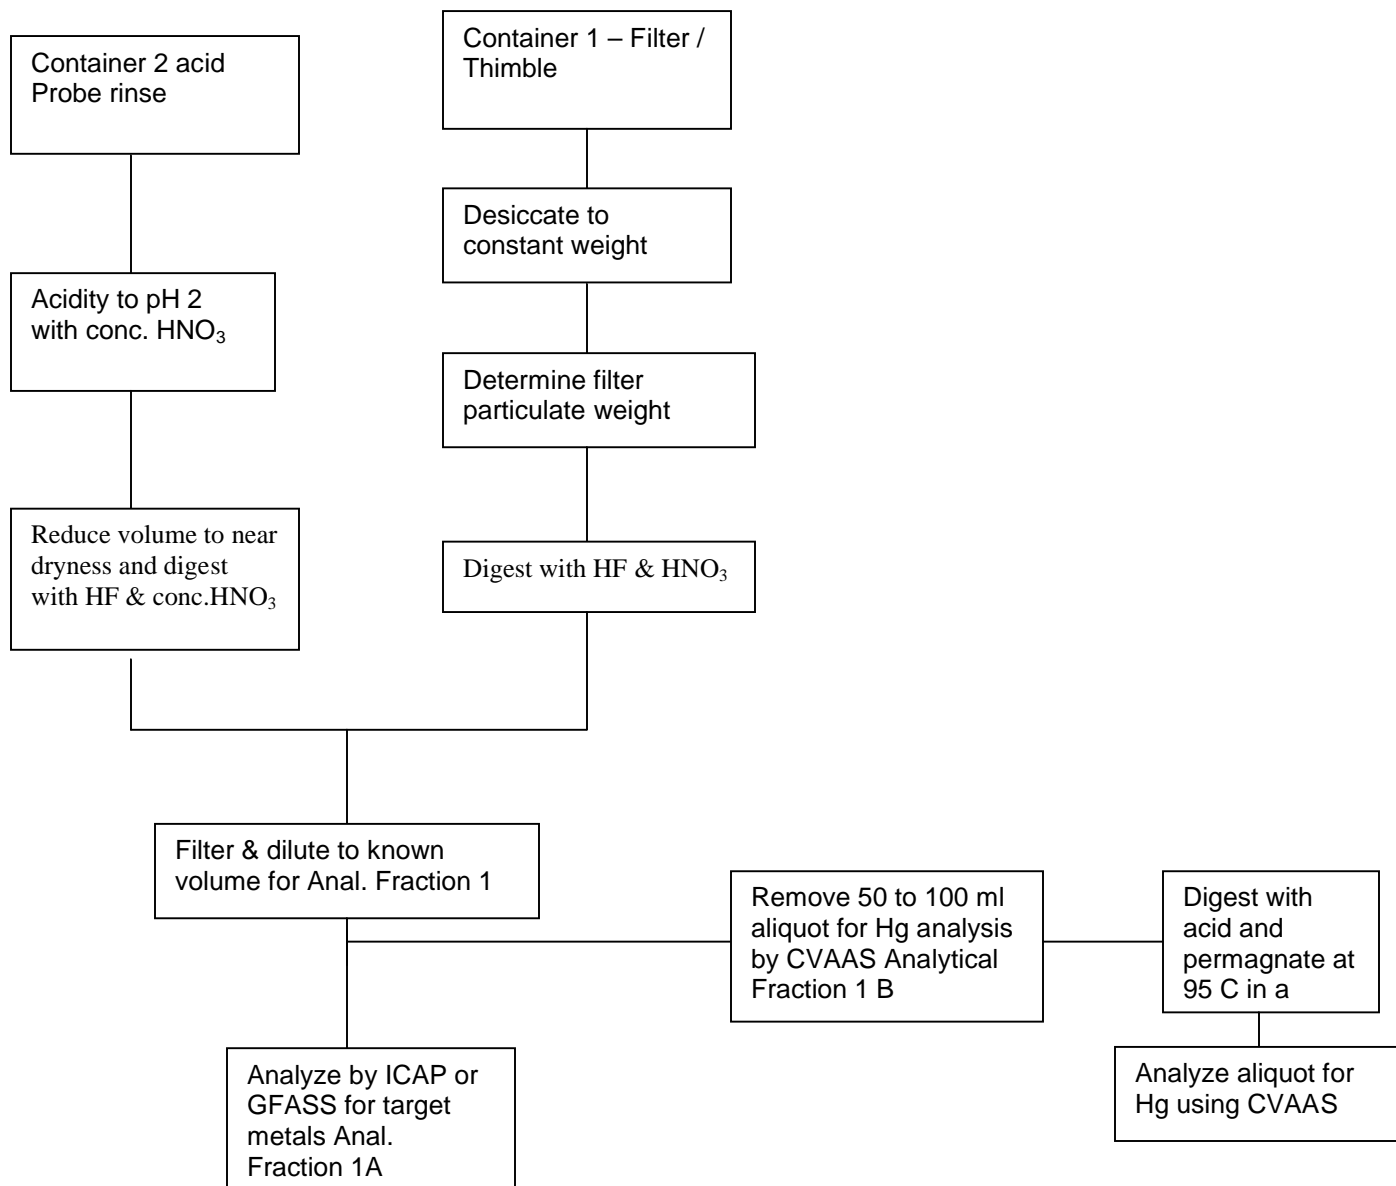 Container 2 acid
Probe rinse
Container 1 – Filter /
Thimble
Desiccate to
constant weight
Acidity to pH 2
with conc. HNO₃
Determine filter
particulate weight
Reduce volume to near
dryness and digest
with HF & conc.HNO₃
Digest with HF & HNO₃
Filter & dilute to known
volume for Anal. Fraction 1
Remove 50 to 100 ml
aliquot for Hg analysis
by CVAAS Analytical
Fraction 1 B
Digest with
acid and
permagnate at
95 C in a
Analyze by ICAP or
GFASS for target
metals Anal.
Fraction 1A
Analyze aliquot for
Hg using CVAAS